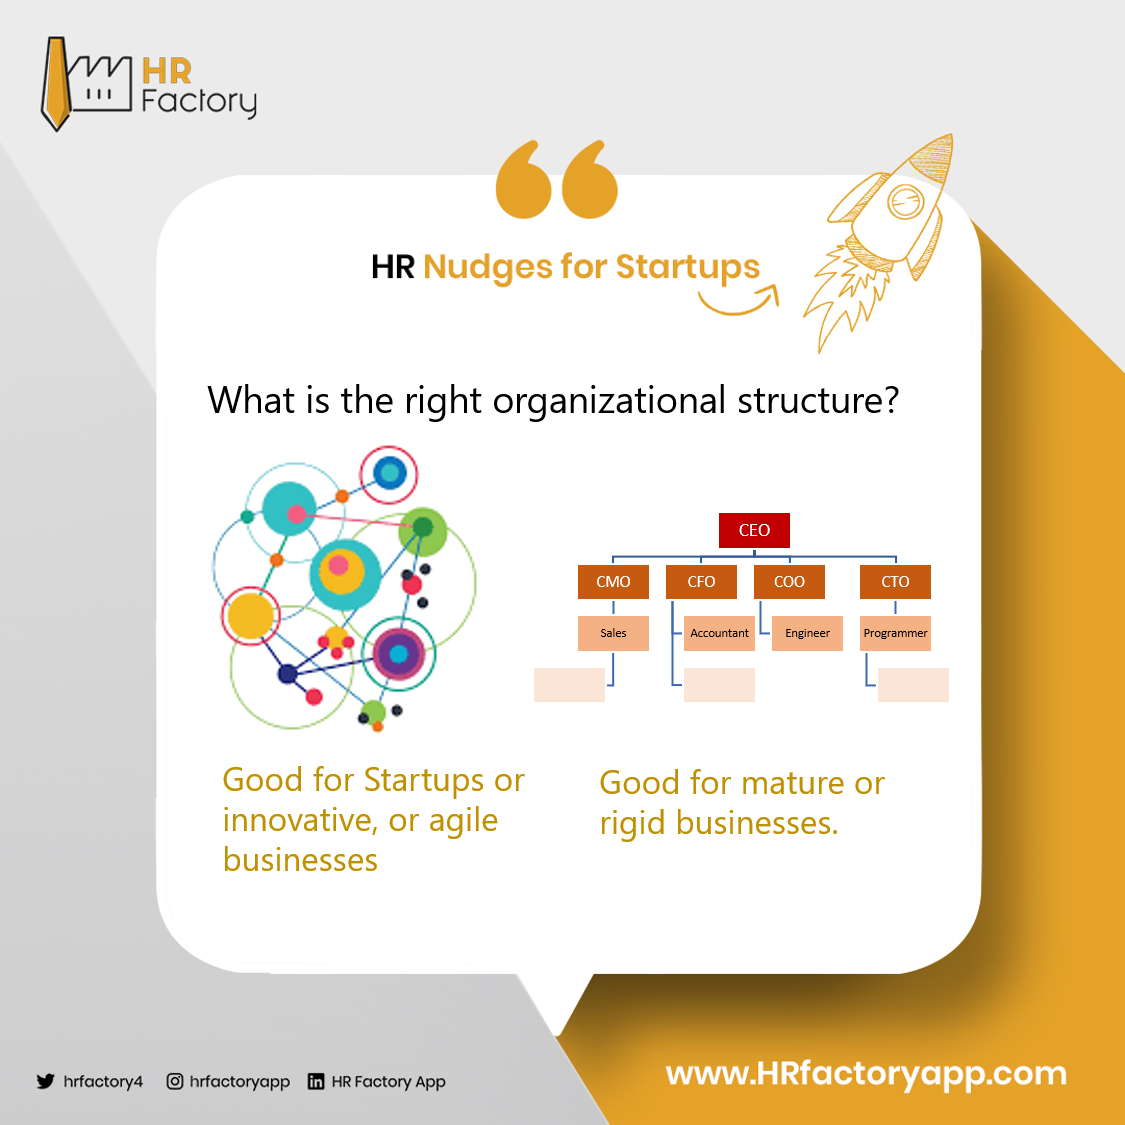 HR
Factory
HR Nudges for Startups
What is the right organizational structure?
CEO
CMO
CFO
COO
CTO
Sales
Accountant
Engineer
Programmer
Good for Startups or
innovative, or agile
businesses
Good for mature or
rigid businesses.
hrfactory4
hrfactoryapp
HR Factory App
www.HRfactoryapp.com